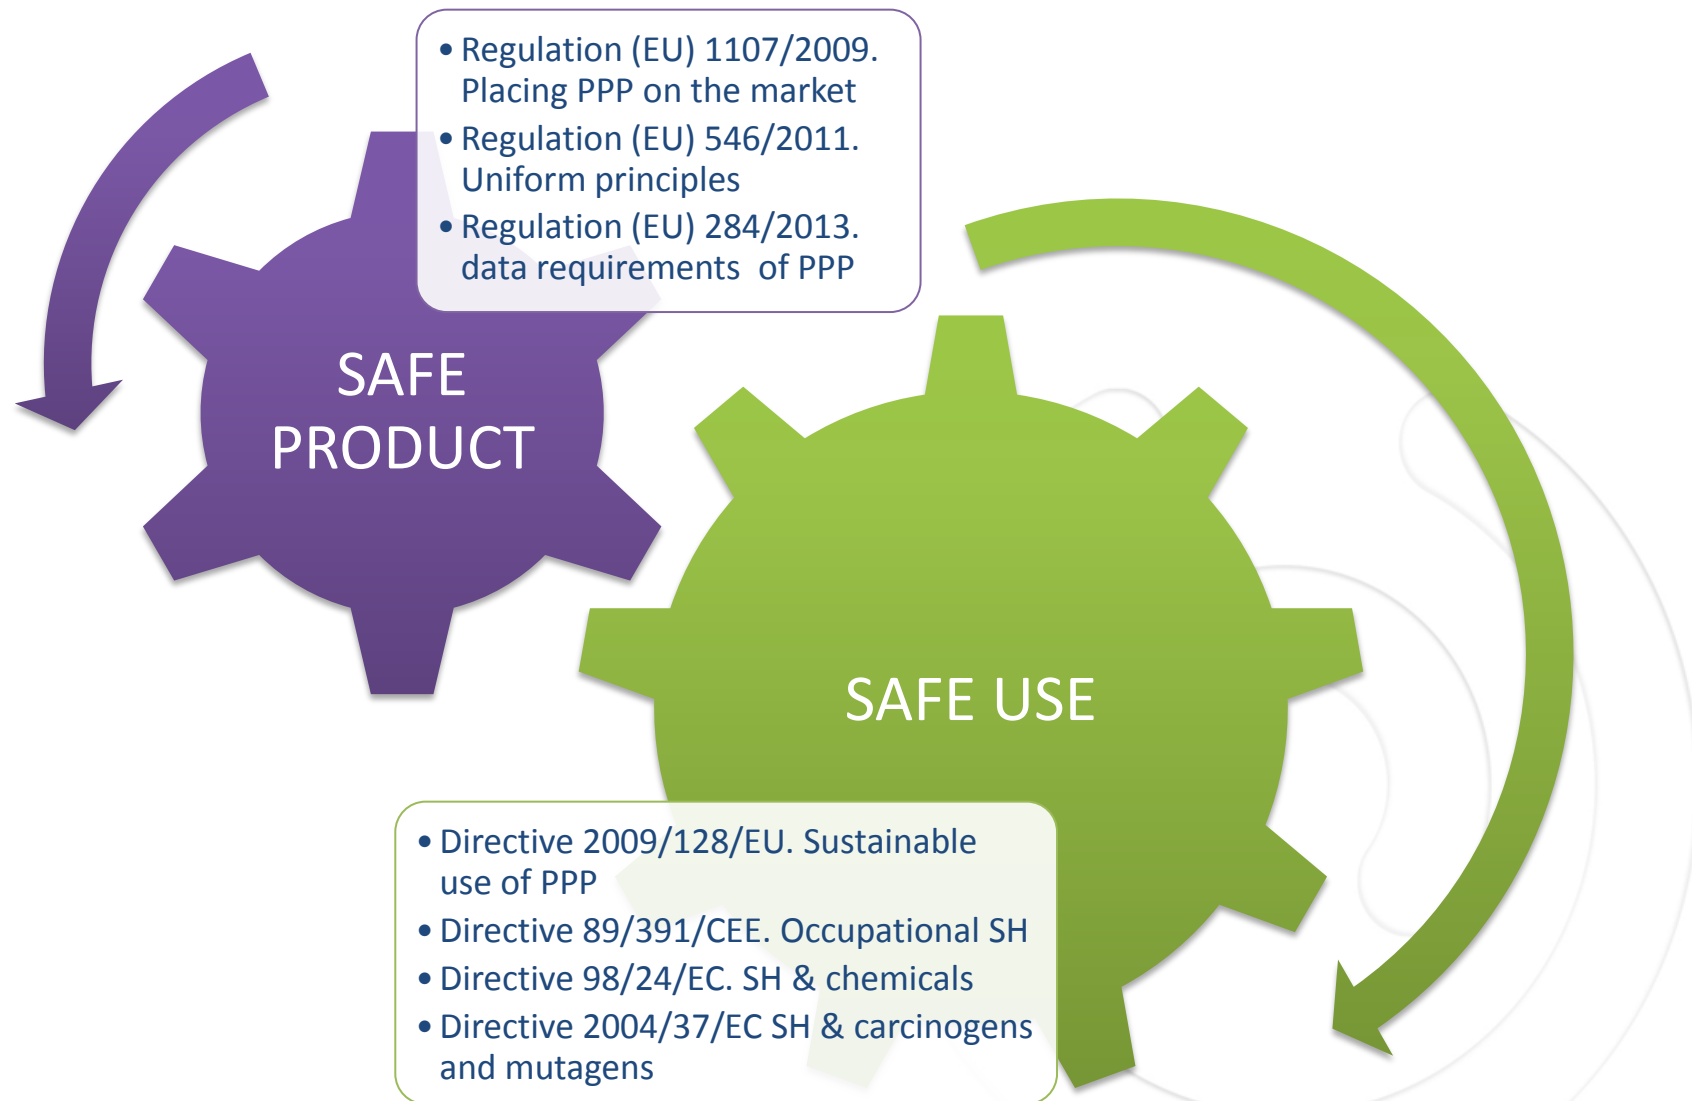 • Regulation (EU) 1107/2009.
Placing PPP on the market
• Regulation (EU) 546/2011.
Uniform principles
• Regulation (EU) 284/2013.
data requirements of PPP
SAFE
PRODUCT
SAFE USE
• Directive 2009/128/EU. Sustainable
use of PPP
• Directive 89/391/CEE. Occupational SH
• Directive 98/24/EC. SH & chemicals
• Directive 2004/37/EC SH & carcinogens
and mutagens